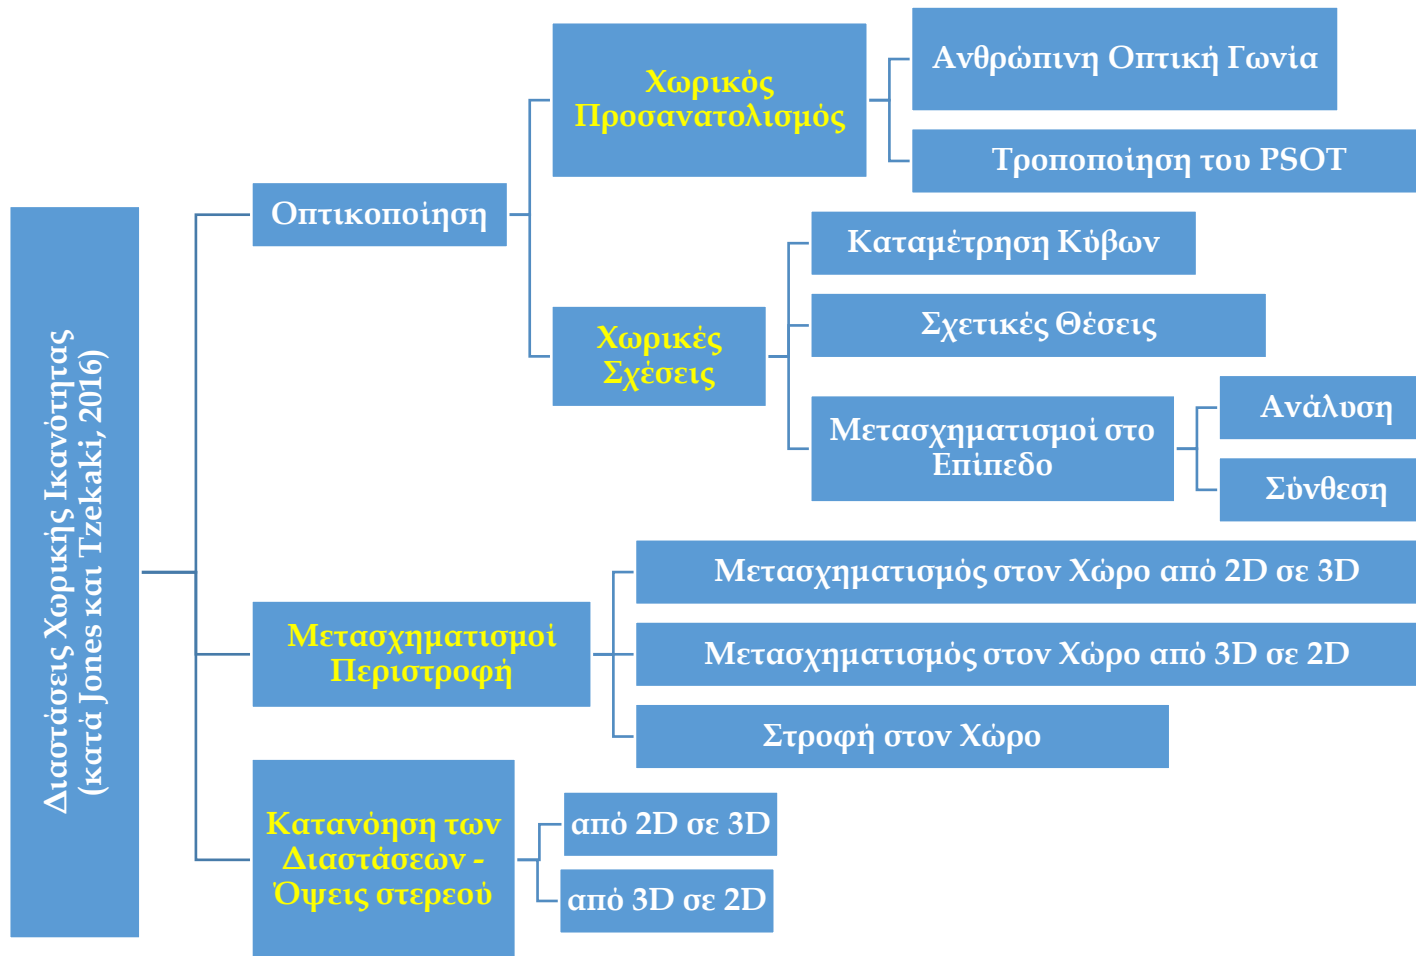 Διαστάσεις Χωρικής Ικανότητας
(κατά Jones και Tzekaki, 2016)
Οπτικοποίηση
Χωρικός
Προσανατολισμός
Ανθρώπινη Οπτική Γωνία
Τροποποίηση του PSOT
Χωρικές
Σχέσεις
Καταμέτρηση Κύβων
Σχετικές Θέσεις
Μετασχηματισμοί στο
Επίπεδο
Ανάλυση
Σύνθεση
Μετασχηματισμοί
Περιστροφή
Μετασχηματισμός στον Χώρο από 2D σε 3D
Μετασχηματισμός στον Χώρο από 3D σε 2D
Στροφή στον Χώρο
Κατανόηση των
Διαστάσεων -
Όψεις στερεού
από 2D σε 3D
από 3D σε 2D